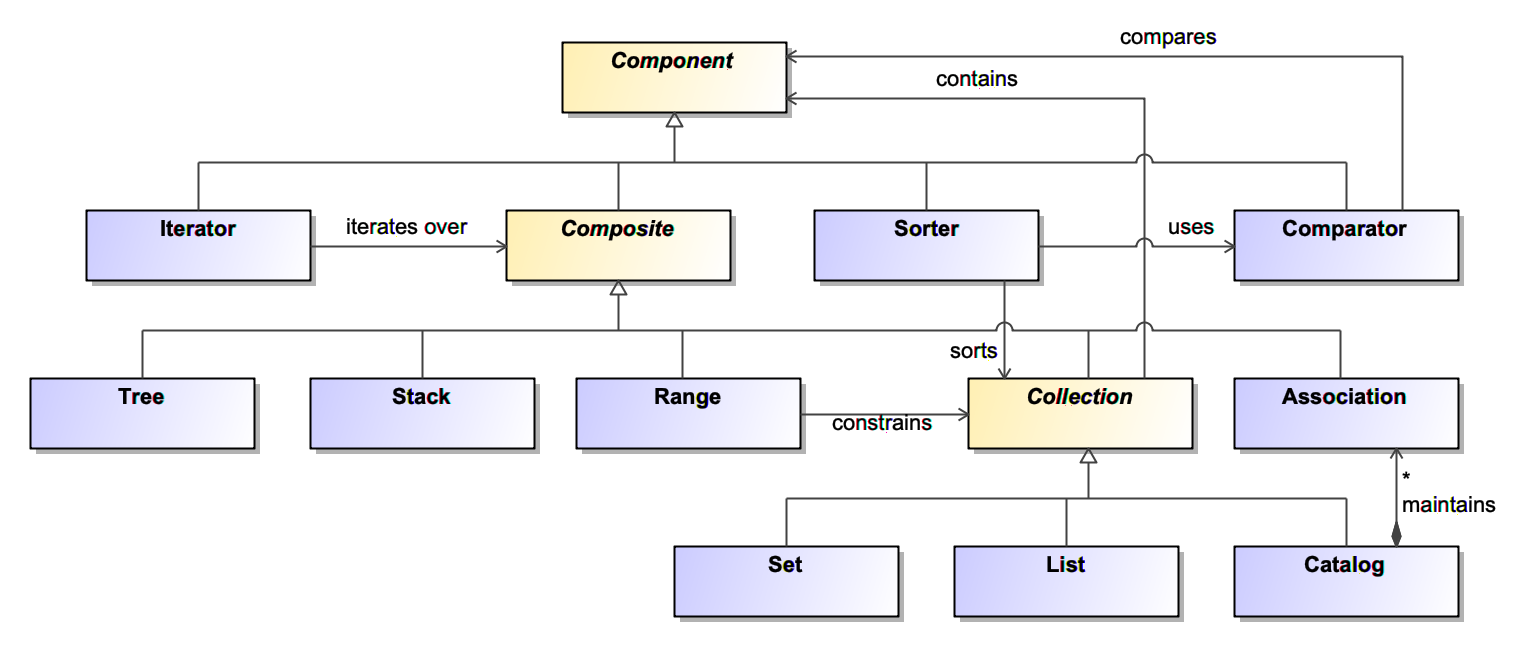 compares
Component
contains
Iterator
iterates over
Composite
Sorter
uses
Comparator
sorts
Tree
Stack
Range
constrains
Collection
Association
*
maintains
Set
List
Catalog